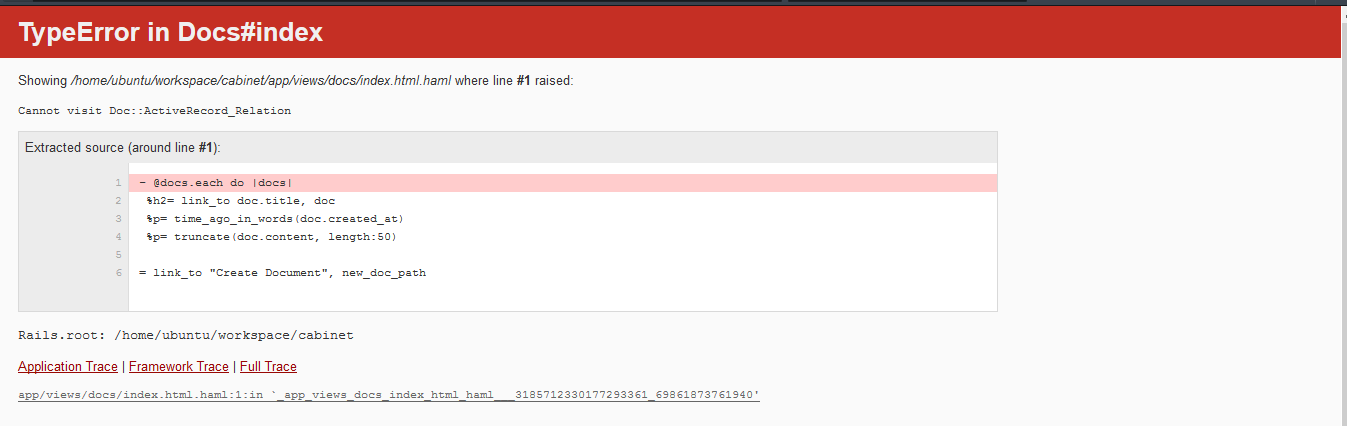 TypeError in Docs#index
Showing /home/ubuntu/workspace/cabinet/app/views/docs/index.html.haml where line #1 raised:
Cannot visit Doc::ActiveRecord_Relation
Extracted source (around line #1):
1 - @docs.each do |docs|
2 %h2= link_to doc.title, doc
3 %p= time_ago_in_words(doc.created_at)
4 %p= truncate(doc.content, length:50)
5
6 = link_to "Create Document", new_doc_path
Rails.root: /home/ubuntu/workspace/cabinet
Application Trace | Framework Trace | Full Trace
app/views/docs/index.html.haml:1:in `_app_views_docs_index_html_haml___3185712330177293361_69861873761940'